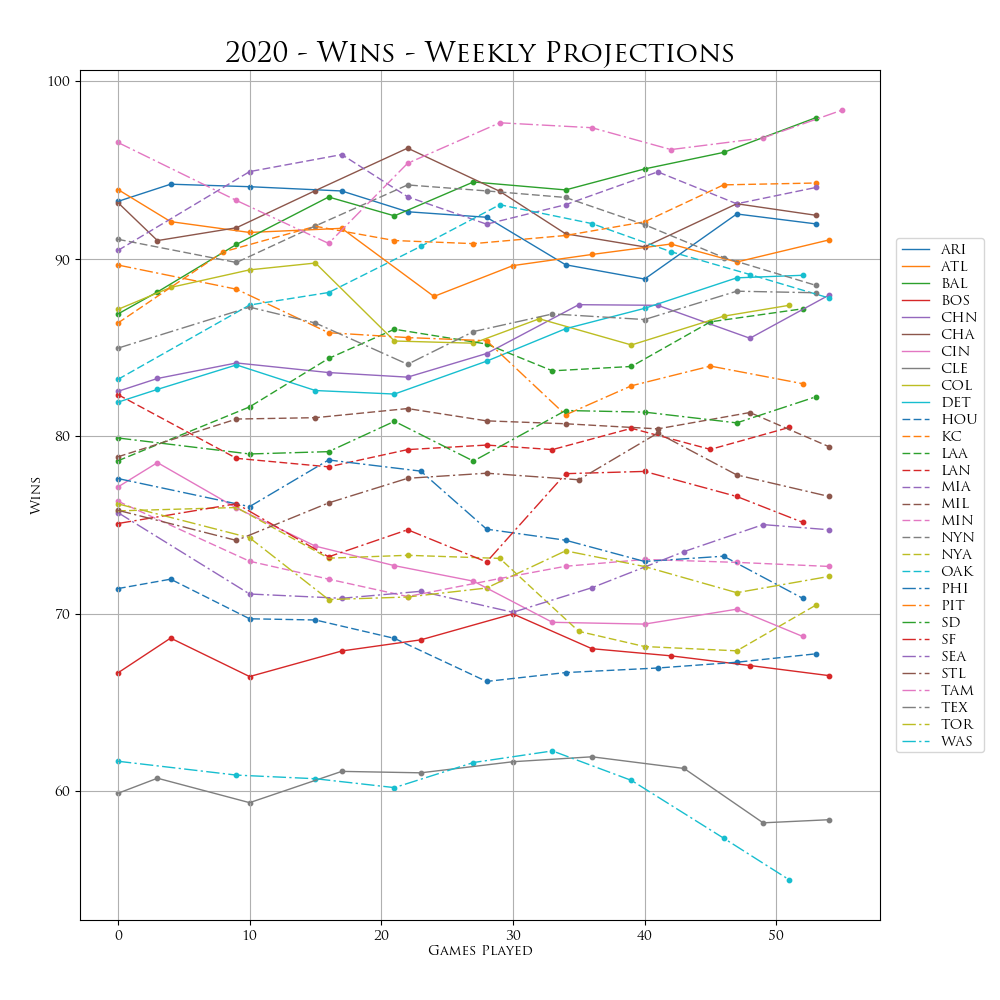 2020 - Wins - Weekly Projections
100
90
80
70
60
Wins
0
10
20
30
40
50
Games Played
ARI
ATL
BAL
BOS
CHN
CHA
CIN
CLE
COL
DET
HOU
KC
LAA
LAN
MIA
MIL
MIN
NYN
NYA
OAK
PHI
PIT
SD
SF
SEA
STL
TAM
TEX
TOR
WAS